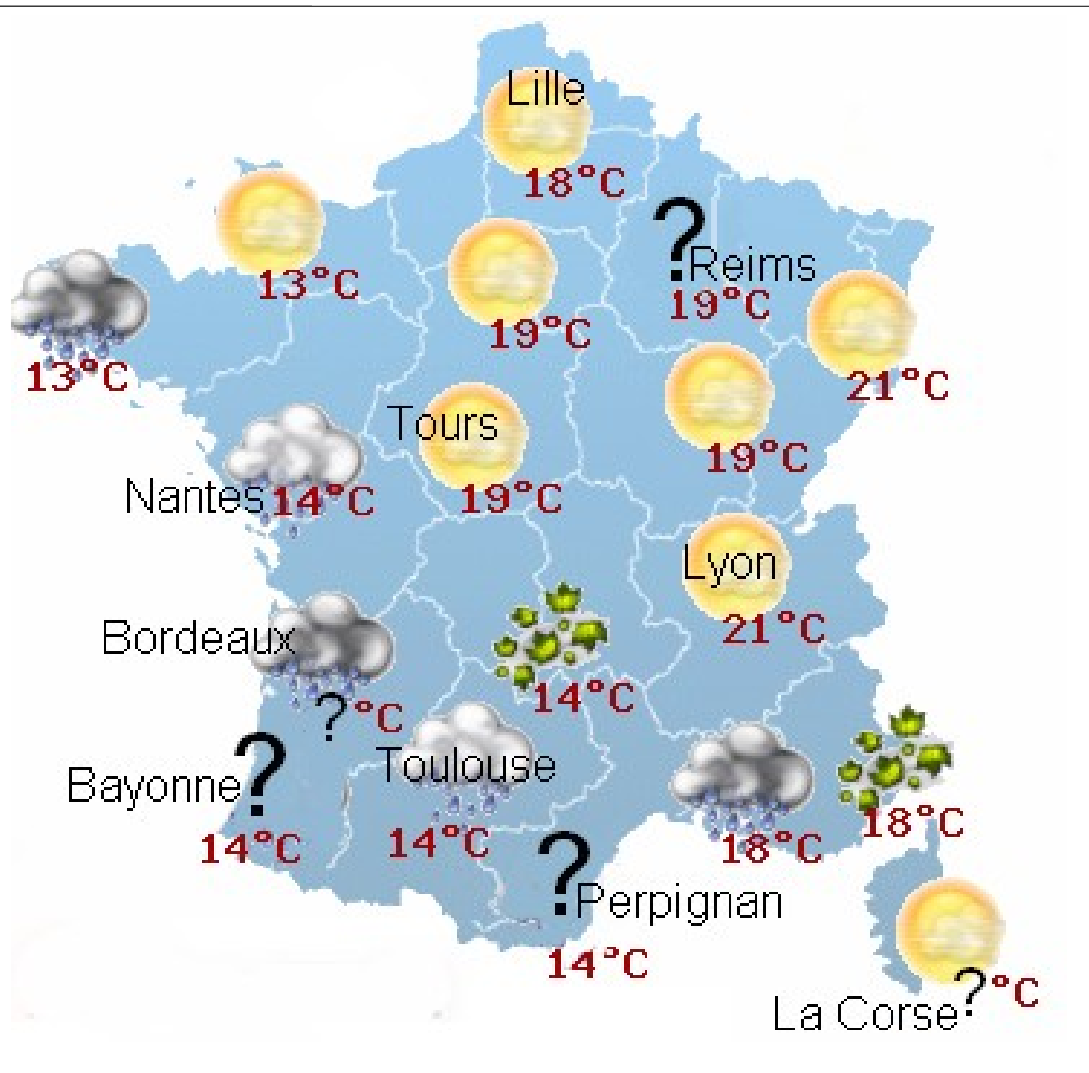 Lille
18°C
?
Reims
19°C
13°C
19°C
13°C
21°C
Tours
19°C
19°C
Nantes
14°C
Lyon
21°C
Bordeaux
? °C
14°C
Toulouse
14°C
Bayonne
?
14°C
18°C
18°C
?
Perpignan
14°C
La Corse
? °C